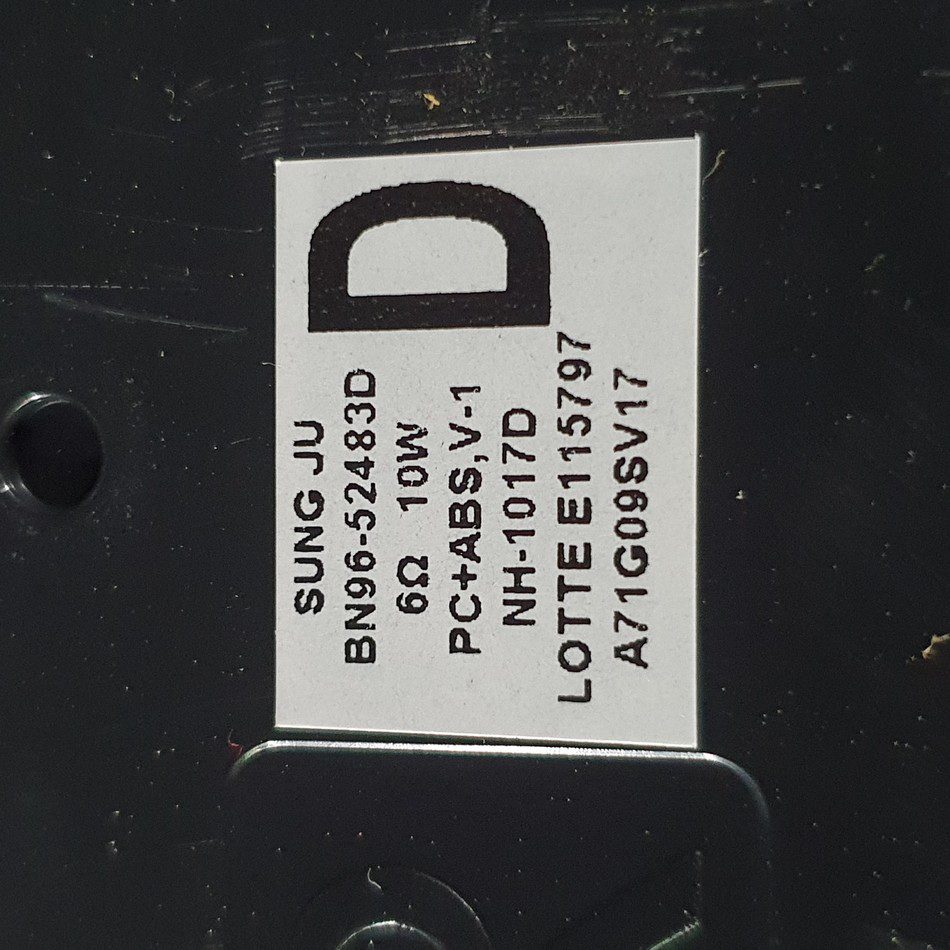 SUNG JU
BN96-52483D
6Ω 10W
PC+ABS,V-1
NH-1017D
LOTTE E115797
A71G09SV17
D